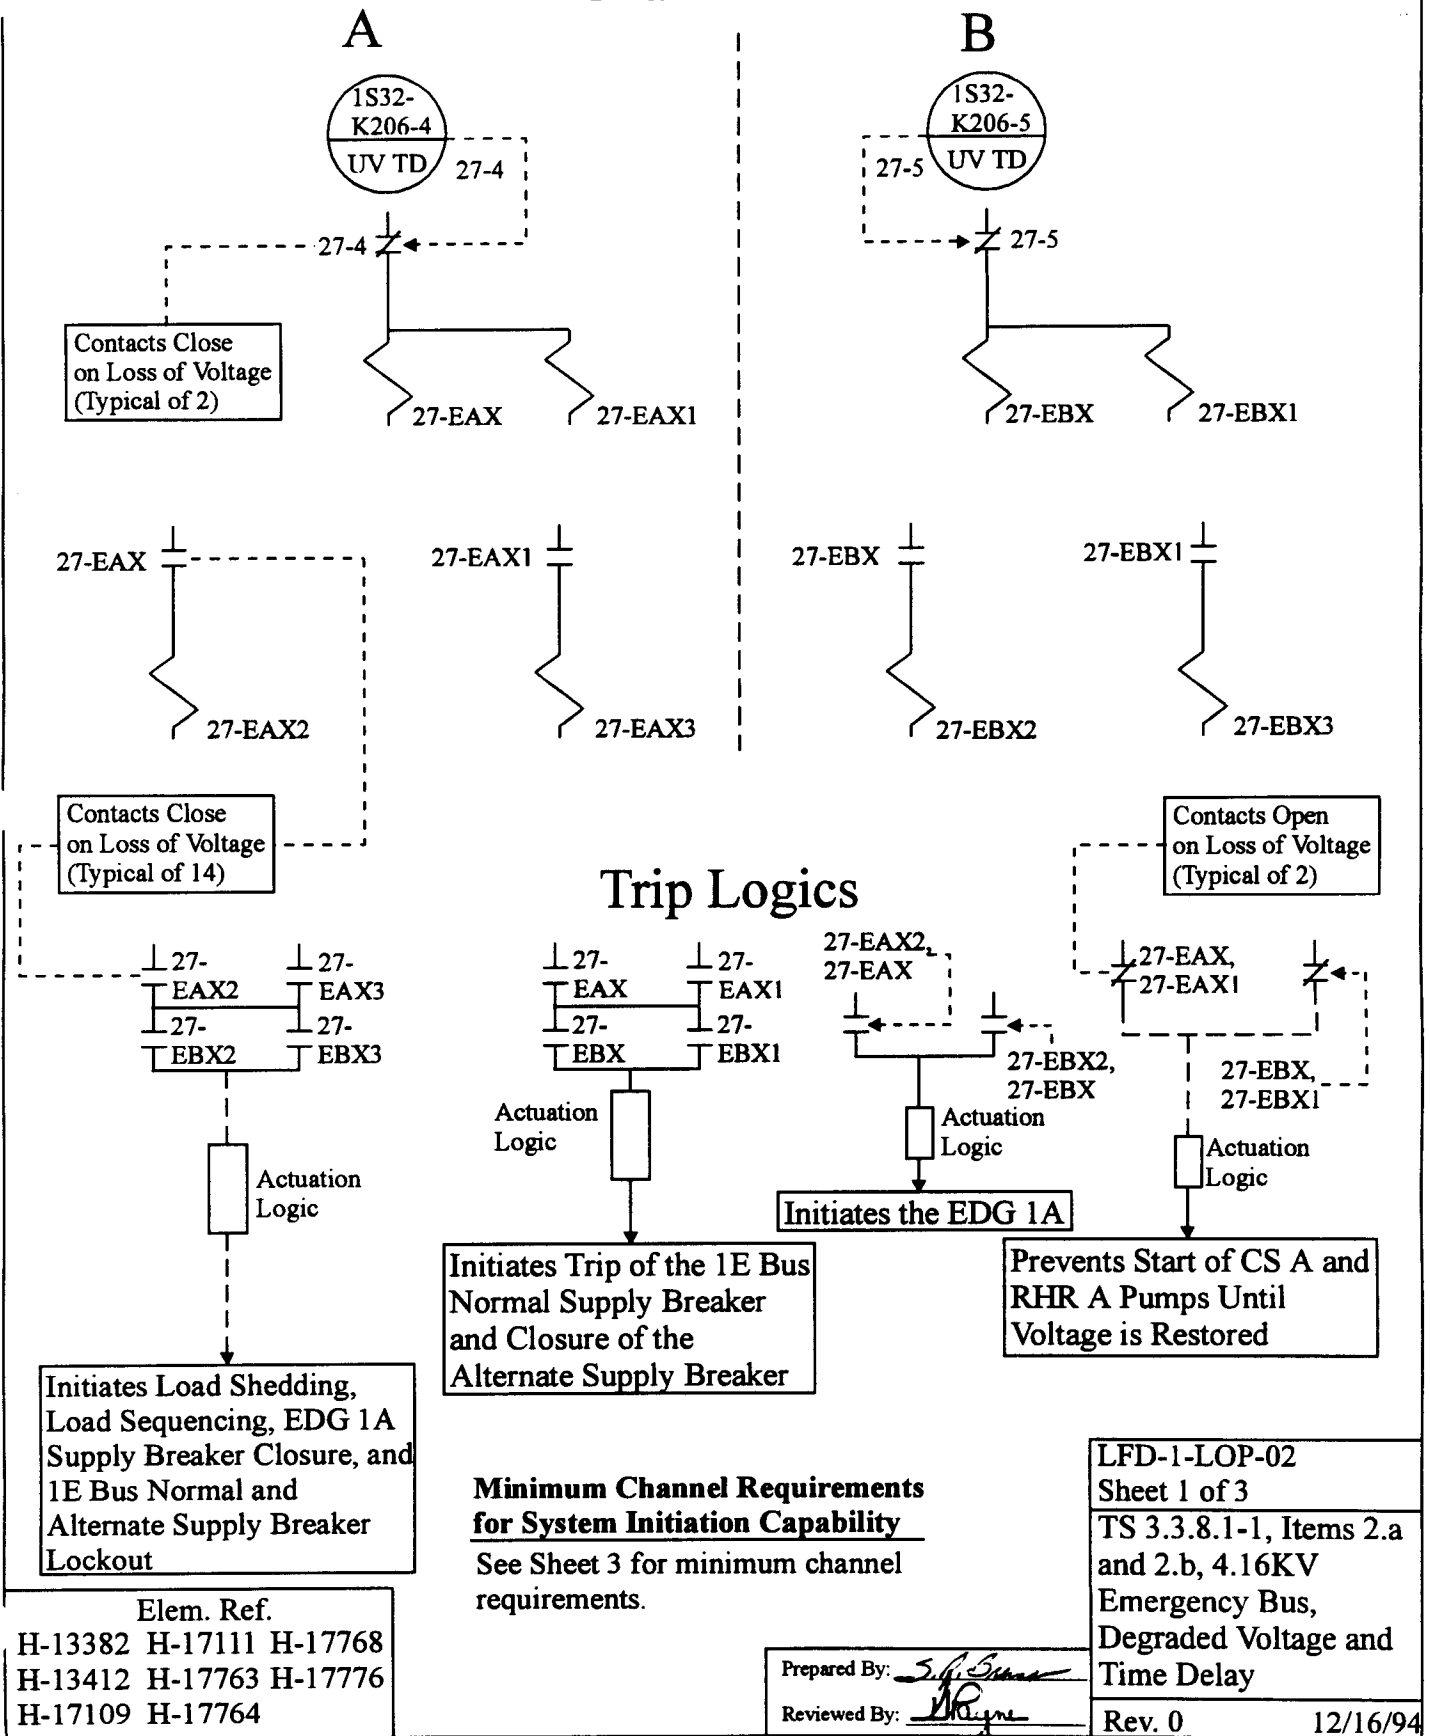 A
B
1S32-
K206-4
UV TD
27-4
27-4
Contacts Close
on Loss of Voltage
(Typical of 2)
27-EAX
27-EAX1
1S32-
K206-5
UV TD
27-5
27-5
27-EBX
27-EBX1
27-EAX
27-EAX1
27-EBX
27-EBX1
27-EAX2
27-EAX3
27-EBX2
27-EBX3
Contacts Close
on Loss of Voltage
(Typical of 14)
Contacts Open
on Loss of Voltage
(Typical of 2)
Trip Logics
27-
EAX2
27-
EAX3
27-
EBX2
27-
EBX3
Actuation
Logic
Initiates Load Shedding,
Load Sequencing, EDG 1A
Supply Breaker Closure, and
1E Bus Normal and
Alternate Supply Breaker
Lockout
27-
EAX
27-
EAX1
27-
EBX
27-
EBX1
Actuation
Logic
Initiates Trip of the 1E Bus
Normal Supply Breaker
and Closure of the
Alternate Supply Breaker
27-EAX2,
27-EAX
27-EBX2,
27-EBX
Actuation
Logic
Initiates the EDG 1A
27-EAX,
27-EAX1
27-EBX,
27-EBX1
Actuation
Logic
Prevents Start of CS A and
RHR A Pumps Until
Voltage is Restored
Minimum Channel Requirements
for System Initiation Capability
See Sheet 3 for minimum channel
requirements.
Elem. Ref.
H-13382 H-17111 H-17768
H-13412 H-17763 H-17776
H-17109 H-17764
Prepared By:
Reviewed By:
LFD-1-LOP-02
Sheet 1 of 3
TS 3.3.8.1-1, Items 2.a
and 2.b, 4.16KV
Emergency Bus,
Degraded Voltage and
Time Delay
Rev. 0 12/16/94